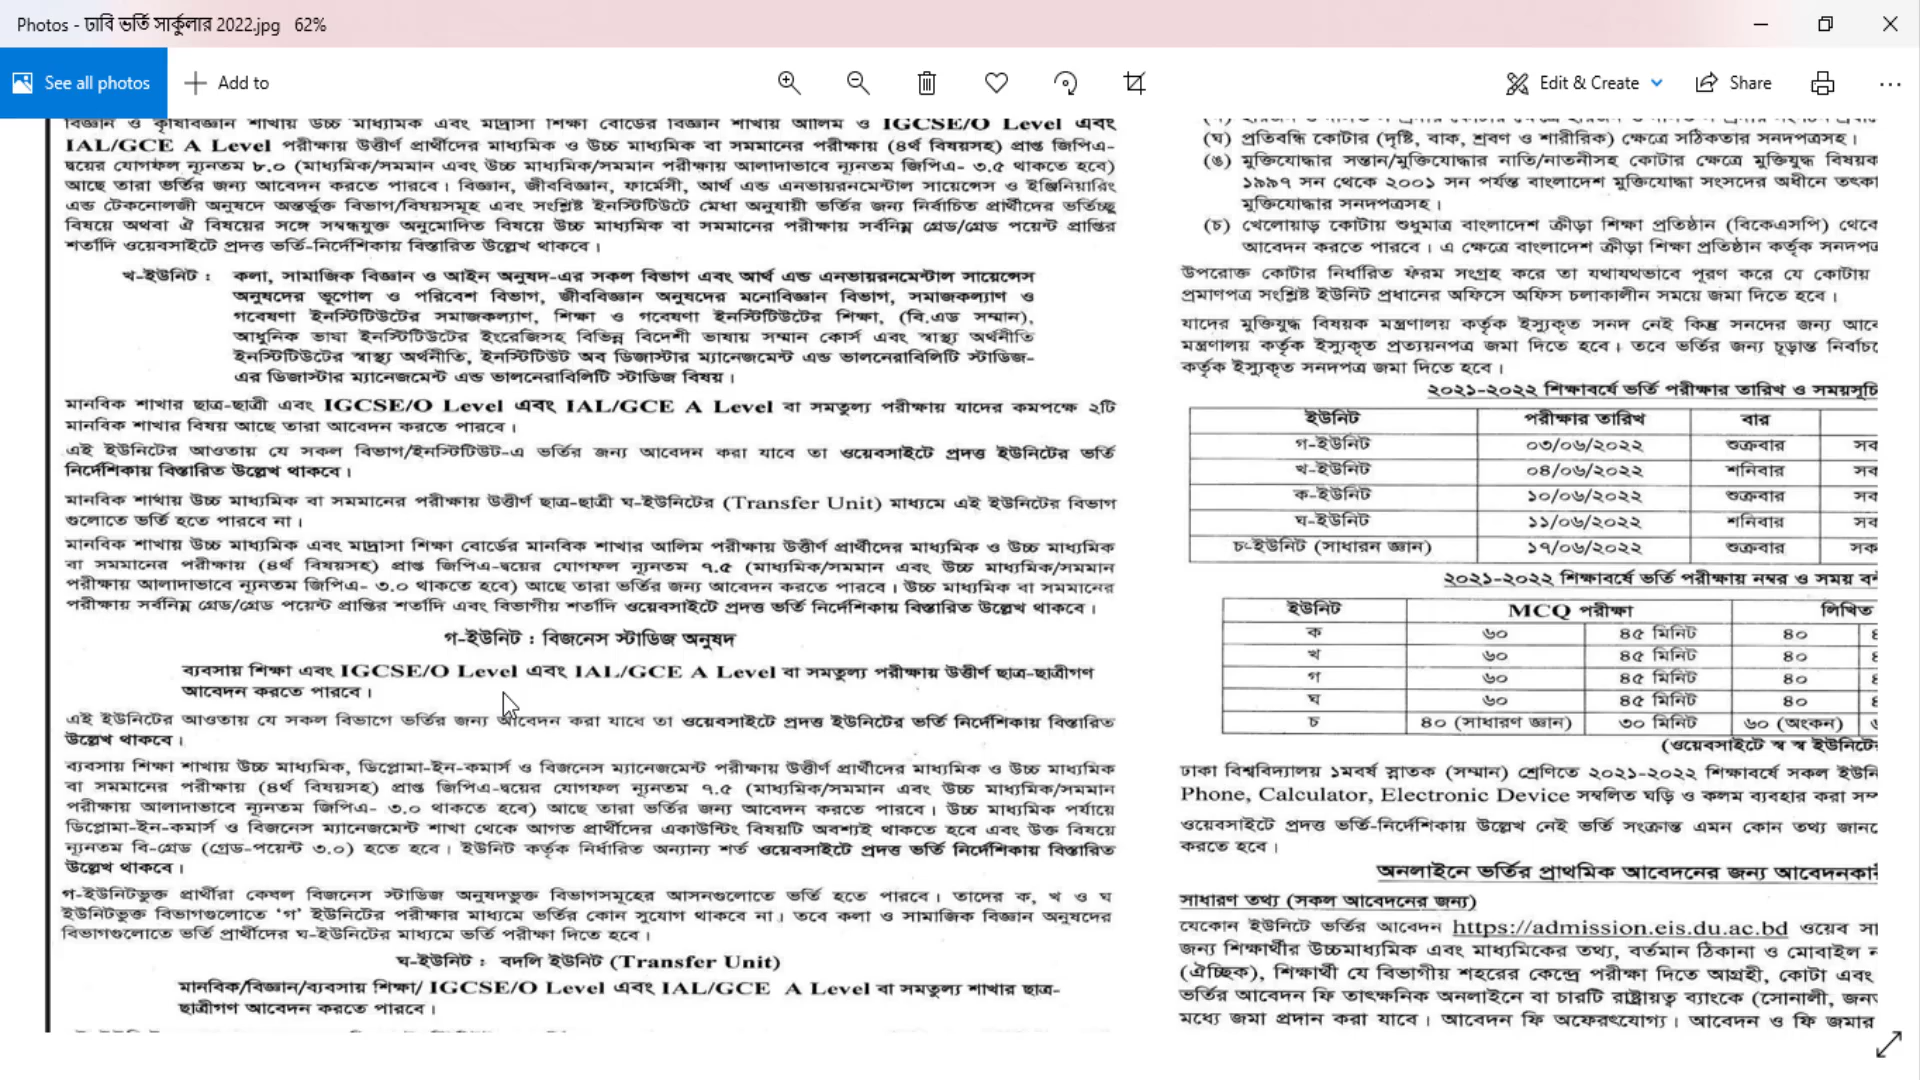 Photos - ঢাবি ভর্তি সার্কুলার 2022.jpg 62%
See all photos
Add to
Edit & Create
Share
বিজ্ঞান ও কৃষিবিজ্ঞান শাখায় উচ্চ মাধ্যমিক এবং মাদ্রাসা শিক্ষা বোর্ডের বিজ্ঞান শাখায় আলিম ও IGCSE/O Level এবং
IAL/GCE A Level পরীক্ষায় উত্তীর্ণ প্রার্থীদের মাধ্যমিক ও উচ্চ মাধ্যমিক বা সমমানের পরীক্ষায় (৪র্থ বিষয়সহ) প্রাপ্ত জিপিএ-
দ্বয়ের যোগফল ন্যূনতম ৮.০ (মাধ্যমিক/সমমান এবং উচ্চ মাধ্যমিক/সমমান পরীক্ষায় আলাদাভাবে ন্যূনতম জিপিএ- ৩.৫ থাকতে হবে)
আছে তারা ভর্তির জন্য আবেদন করতে পারবে। বিজ্ঞান, জীববিজ্ঞান, ফার্মেসী, আর্থ এন্ড এনভায়রনমেন্টাল সায়েন্সেস ও ইঞ্জিনিয়ারিং
এন্ড টেকনোলজী অনুষদে অন্তর্ভুক্ত বিভাগ/বিষয়সমূহ এবং সংশ্লিষ্ট ইনস্টিটিউটে মেধা অনুযায়ী ভর্তির জন্য নির্বাচিত প্রার্থীদের ভর্তিচ্ছু
বিষয়ে অথবা ঐ বিষয়ের সঙ্গে সম্বন্ধযুক্ত অনুমোদিত বিষয়ে উচ্চ মাধ্যমিক বা সমমানের পরীক্ষায় সর্বনিম্ন গ্রেড/গ্রেড পয়েন্ট প্রাপ্তির
শর্তাদি ওয়েবসাইটে প্রদত্ত ভর্তি-নির্দেশিকায় বিস্তারিত উল্লেখ থাকবে।
খ-ইউনিট : কলা, সামাজিক বিজ্ঞান ও আইন অনুষদ-এর সকল বিভাগ এবং আর্থ এন্ড এনভায়রনমেন্টাল সায়েন্সেস
অনুষদের ভূগোল ও পরিবেশ বিভাগ, জীববিজ্ঞান অনুষদের মনোবিজ্ঞান বিভাগ, সমাজকল্যাণ ও
গবেষণা ইনস্টিটিউটের সমাজকল্যাণ, শিক্ষা ও গবেষণা ইনস্টিটিউটের শিক্ষা, (বি.এড সম্মান),
আধুনিক ভাষা ইনস্টিটিউটের ইংরেজিসহ বিভিন্ন বিদেশী ভাষায় সম্মান কোর্স এবং স্বাস্থ্য অর্থনীতি
ইনস্টিটিউটের স্বাস্থ্য অর্থনীতি, ইনস্টিটিউট অব ডিজাস্টার ম্যানেজমেন্ট এন্ড ভালনেরাবিলিটি স্টাডিজ-
এর ডিজাস্টার ম্যানেজমেন্ট এন্ড ভালনেরাবিলিটি স্টাডিজ বিষয়।
মানবিক শাখার ছাত্র-ছাত্রী এবং IGCSE/O Level এবং IAL/GCE A Level বা সমতুল্য পরীক্ষায় যাদের কমপক্ষে ২টি
মানবিক শাখার বিষয় আছে তারা আবেদন করতে পারবে।
এই ইউনিটের আওতায় যে সকল বিভাগ/ইনস্টিটিউট-এ ভর্তির জন্য আবেদন করা যাবে তা ওয়েবসাইটে প্রদত্ত ইউনিটের ভর্তি
নির্দেশিকায় বিস্তারিত উল্লেখ থাকবে।
মানবিক শাখায় উচ্চ মাধ্যমিক বা সমমানের পরীক্ষায় উত্তীর্ণ ছাত্র-ছাত্রী ঘ-ইউনিটের (Transfer Unit) মাধ্যমে এই ইউনিটের বিভাগ
গুলোতে ভর্তি হতে পারবে না।
মানবিক শাখায় উচ্চ মাধ্যমিক এবং মাদ্রাসা শিক্ষা বোর্ডের মানবিক শাখার আলিম পরীক্ষায় উত্তীর্ণ প্রার্থীদের মাধ্যমিক ও উচ্চ মাধ্যমিক
বা সমমানের পরীক্ষায় (৪র্থ বিষয়সহ) প্রাপ্ত জিপিএ-দ্বয়ের যোগফল ন্যূনতম ৭.৫ (মাধ্যমিক/সমমান এবং উচ্চ মাধ্যমিক/সমমান
পরীক্ষায় আলাদাভাবে ন্যূনতম জিপিএ- ৩.০ থাকতে হবে) আছে তারা ভর্তির জন্য আবেদন করতে পারবে। উচ্চ মাধ্যমিক বা সমমানের
পরীক্ষায় সর্বনিম্ন গ্রেড/গ্রেড পয়েন্ট প্রাপ্তির শর্তাদি এবং বিভাগীয় শর্তাদি ওয়েবসাইটে প্রদত্ত ভর্তি নির্দেশিকায় বিস্তারিত উল্লেখ থাকবে।
গ-ইউনিট : বিজনেস স্টাডিজ অনুষদ
ব্যবসায় শিক্ষা এবং IGCSE/O Level এবং IAL/GCE A Level বা সমতুল্য পরীক্ষায় উত্তীর্ণ ছাত্র-ছাত্রীগণ
আবেদন করতে পারবে।
এই ইউনিটের আওতায় যে সকল বিভাগে ভর্তির জন্য আবেদন করা যাবে তা ওয়েবসাইটে প্রদত্ত ইউনিটের ভর্তি নির্দেশিকায় বিস্তারিত
উল্লেখ থাকবে।
ব্যবসায় শিক্ষা শাখায় উচ্চ মাধ্যমিক, ডিপ্লোমা-ইন-কমার্স ও বিজনেস ম্যানেজমেন্ট পরীক্ষায় উত্তীর্ণ প্রার্থীদের মাধ্যমিক ও উচ্চ মাধ্যমিক
বা সমমানের পরীক্ষায় (৪র্থ বিষয়সহ) প্রাপ্ত জিপিএ-দ্বয়ের যোগফল ন্যূনতম ৭.৫ (মাধ্যমিক/সমমান এবং উচ্চ মাধ্যমিক/সমমান
পরীক্ষায় আলাদাভাবে ন্যূনতম জিপিএ- ৩.০ থাকতে হবে) আছে তারা ভর্তির জন্য আবেদন করতে পারবে। উচ্চ মাধ্যমিক পর্যায়ে
ডিপ্লোমা-ইন-কমার্স ও বিজনেস ম্যানেজমেন্ট শাখা থেকে আগত প্রার্থীদের একাউন্টিং বিষয়টি অবশ্যই থাকতে হবে এবং উক্ত বিষয়ে
ন্যূনতম বি-গ্রেড (গ্রেড-পয়েন্ট ৩.০) হতে হবে। ইউনিট কর্তৃক নির্ধারিত অন্যান্য শর্ত ওয়েবসাইটে প্রদত্ত ভর্তি নির্দেশিকায় বিস্তারিত
উল্লেখ থাকবে।
গ-ইউনিটভুক্ত প্রার্থীরা কেবল বিজনেস স্টাডিজ অনুষদভুক্ত বিভাগসমূহের আসনগুলোতে ভর্তি হতে পারবে। তাদের ক, খ ও ঘ
ইউনিটভুক্ত বিভাগগুলোতে ‘গ’ ইউনিটের পরীক্ষার মাধ্যমে ভর্তির কোন সুযোগ থাকবে না। তবে কলা ও সামাজিক বিজ্ঞান অনুষদের
বিভাগগুলোতে ভর্তি প্রার্থীদের ঘ-ইউনিটের মাধ্যমে ভর্তি পরীক্ষা দিতে হবে।
ঘ-ইউনিট : বদলি ইউনিট (Transfer Unit)
মানবিক/বিজ্ঞান/ব্যবসায় শিক্ষা/ IGCSE/O Level এবং IAL/GCE A Level বা সমতুল্য শাখার ছাত্র-
ছাত্রীগণ আবেদন করতে পারবে।
(ঘ) প্রতিবন্ধি কোটার (দৃষ্টি, বাক, শ্রবণ ও শারীরিক) ক্ষেত্রে সঠিকতার সনদপত্রসহ।
(ঙ) মুক্তিযোদ্ধার সন্তান/মুক্তিযোদ্ধার নাতি/নাতনীসহ কোটার ক্ষেত্রে মুক্তিযুদ্ধ বিষয়ক
১৯৯৭ সন থেকে ২০০১ সন পর্যন্ত বাংলাদেশ মুক্তিযোদ্ধা সংসদের অধীনে তৎকা
মুক্তিযোদ্ধার সনদপত্রসহ।
(চ) খেলোয়াড় কোটায় শুধুমাত্র বাংলাদেশ ক্রীড়া শিক্ষা প্রতিষ্ঠান (বিকেএসপি) থেকে
আবেদন করতে পারবে। এ ক্ষেত্রে বাংলাদেশ ক্রীড়া শিক্ষা প্রতিষ্ঠান কর্তৃক সনদপত্র
উপরোক্ত কোটার নির্ধারিত ফরম সংগ্রহ করে তা যথাযথভাবে পূরণ করে যে কোটায়
প্রমাণপত্র সংশ্লিষ্ট ইউনিট প্রধানের অফিসে অফিস চলাকালীন সময়ে জমা দিতে হবে।
যাদের মুক্তিযুদ্ধ বিষয়ক মন্ত্রণালয় কর্তৃক ইস্যুকৃত সনদ নেই কিন্তু সনদের জন্য আবে
মন্ত্রণালয় কর্তৃক ইস্যুকৃত প্রত্যয়নপত্র জমা দিতে হবে। তবে ভর্তির জন্য চূড়ান্ত নির্বাচ
কর্তৃক ইস্যুকৃত সনদপত্র জমা দিতে হবে।
২০২১-২০২২ শিক্ষাবর্ষে ভর্তি পরীক্ষার তারিখ ও সময়সূচি
ইউনিট পরীক্ষার তারিখ বার
গ-ইউনিট ০৩/০৬/২০২২ শুক্রবার সক
খ-ইউনিট ০৪/০৬/২০২২ শনিবার সক
ক-ইউনিট ১০/০৬/২০২২ শুক্রবার সক
ঘ-ইউনিট ১১/০৬/২০২২ শনিবার সক
চ-ইউনিট (সাধারন জ্ঞান) ১৭/০৬/২০২২ শুক্রবার সক
২০২১-২০২২ শিক্ষাবর্ষে ভর্তি পরীক্ষায় নম্বর ও সময় ব
ইউনিট MCQ পরীক্ষা লিখিত
ক ৬০ ৪৫ মিনিট ৪০
খ ৬০ ৪৫ মিনিট ৪০
গ ৬০ ৪৫ মিনিট ৪০
ঘ ৬০ ৪৫ মিনিট ৪০
চ ৪০ (সাধারণ জ্ঞান) ৩০ মিনিট ৬০ (অংকন)
(ওয়েবসাইটে স্ব স্ব ইউনিটে
ঢাকা বিশ্ববিদ্যালয় ১মবর্ষ স্নাতক (সম্মান) শ্রেণিতে ২০২১-২০২২ শিক্ষাবর্ষে সকল ইউনি
Phone, Calculator, Electronic Device সম্বলিত ঘড়ি ও কলম ব্যবহার করা সম্প
ওয়েবসাইটে প্রদত্ত ভর্তি-নির্দেশিকায় উল্লেখ নেই ভর্তি সংক্রান্ত এমন কোন তথ্য জানতে
করতে হবে।
অনলাইনে ভর্তির প্রাথমিক আবেদনের জন্য আবেদনকা
সাধারণ তথ্য (সকল আবেদনের জন্য)
যেকোন ইউনিটে ভর্তির আবেদন https://admission.eis.du.ac.bd ওয়েব সা
জন্য শিক্ষার্থীর উচ্চমাধ্যমিক এবং মাধ্যমিকের তথ্য, বর্তমান ঠিকানা ও মোবাইল ন
(ঐচ্ছিক), শিক্ষার্থী যে বিভাগীয় শহরের কেন্দ্রে পরীক্ষা দিতে আগ্রহী, কোটা এবং
ভর্তির আবেদন ফি তাৎক্ষনিক অনলাইনে বা চারটি রাষ্ট্রায়ত্ব ব্যাংকে (সোনালী, জন
মধ্যে জমা প্রদান করা যাবে। আবেদন ফি অফেরৎযোগ্য। আবেদন ও ফি জমার